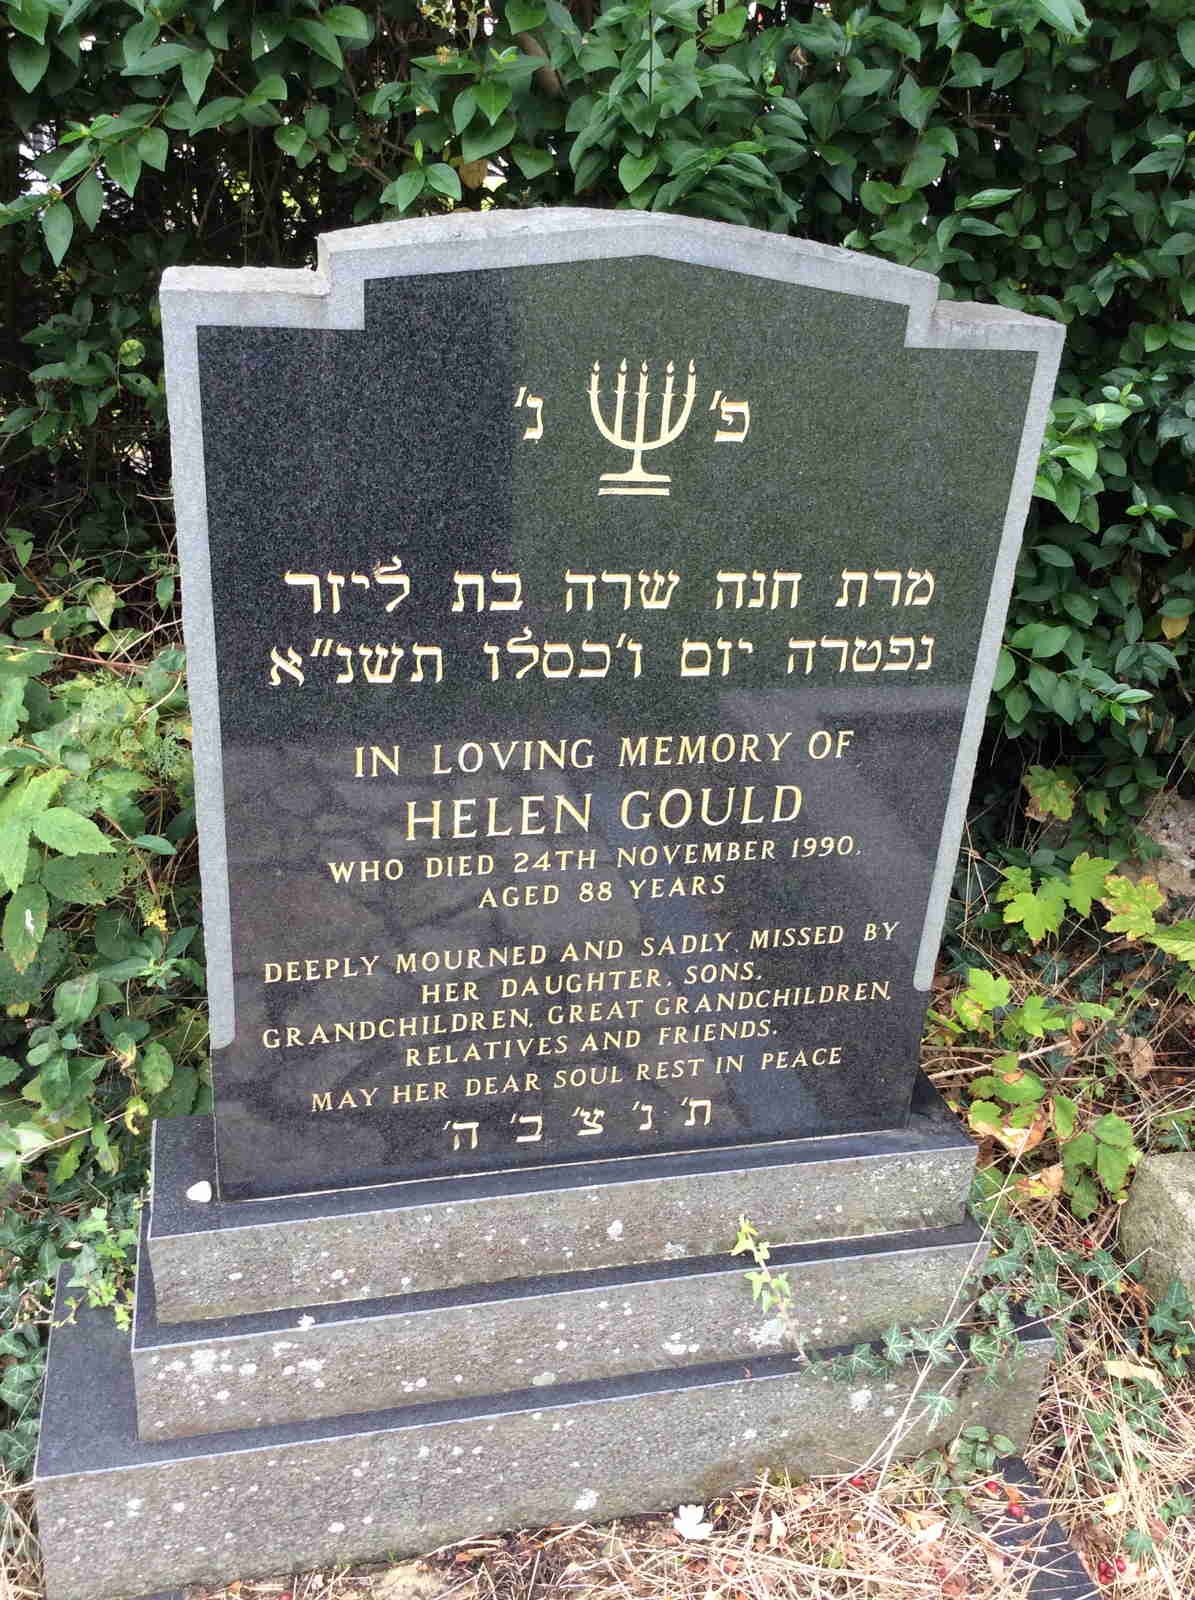 פ' נ'
מרת חנה שרה בת ליזר
נפטרה יום ו'כסלו תשנ"א
IN LOVING MEMORY OF
HELEN GOULD
WHO DIED 24TH NOVEMBER 1990,
AGED 88 YEARS
DEEPLY MOURNED AND SADLY MISSED BY
HER DAUGHTER, SONS,
GRANDCHILDREN, GREAT GRANDCHILDREN,
RELATIVES AND FRIENDS.
MAY HER DEAR SOUL REST IN PEACE
ת' נ' צ' ב' ה'